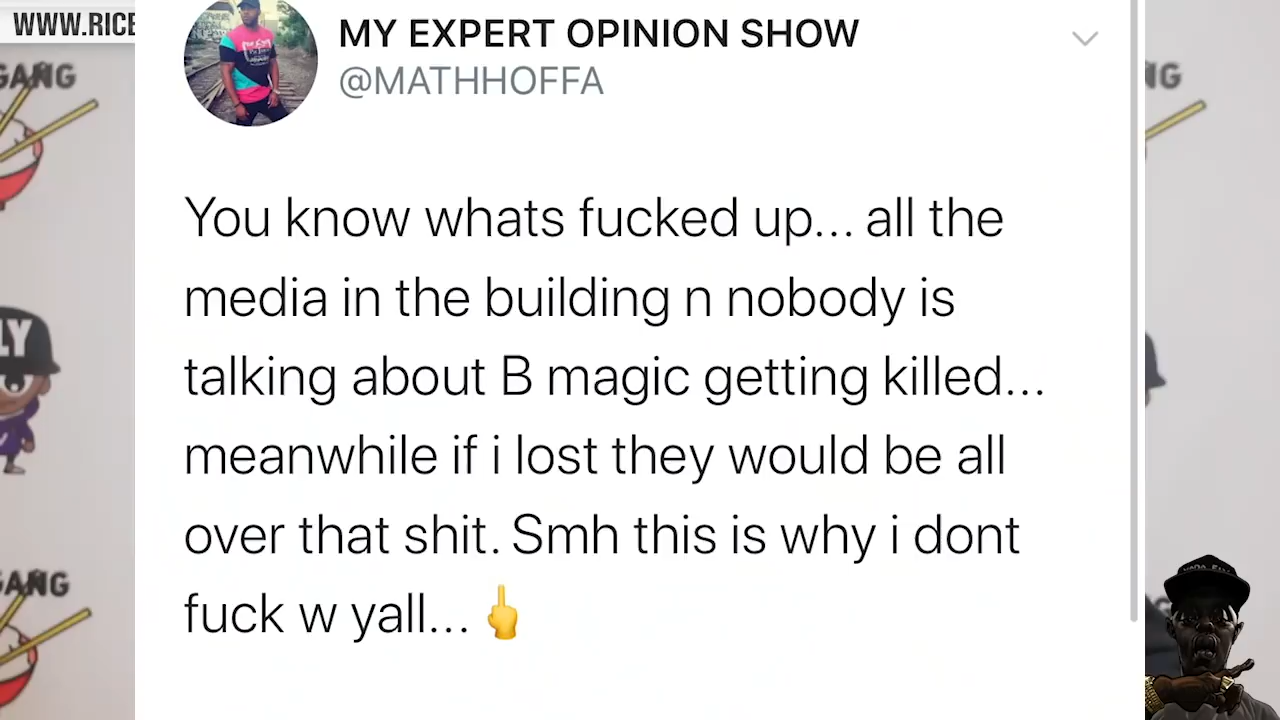 WWW.RICE
GANG
NG
MY EXPERT OPINION SHOW
@MATHHOFFA
You know whats fucked up... all the
media in the building n nobody is
talking about B magic getting killed...
meanwhile if i lost they would be all
over that shit. Smh this is why i dont
fuck w yall... 🖕
LY
GANG